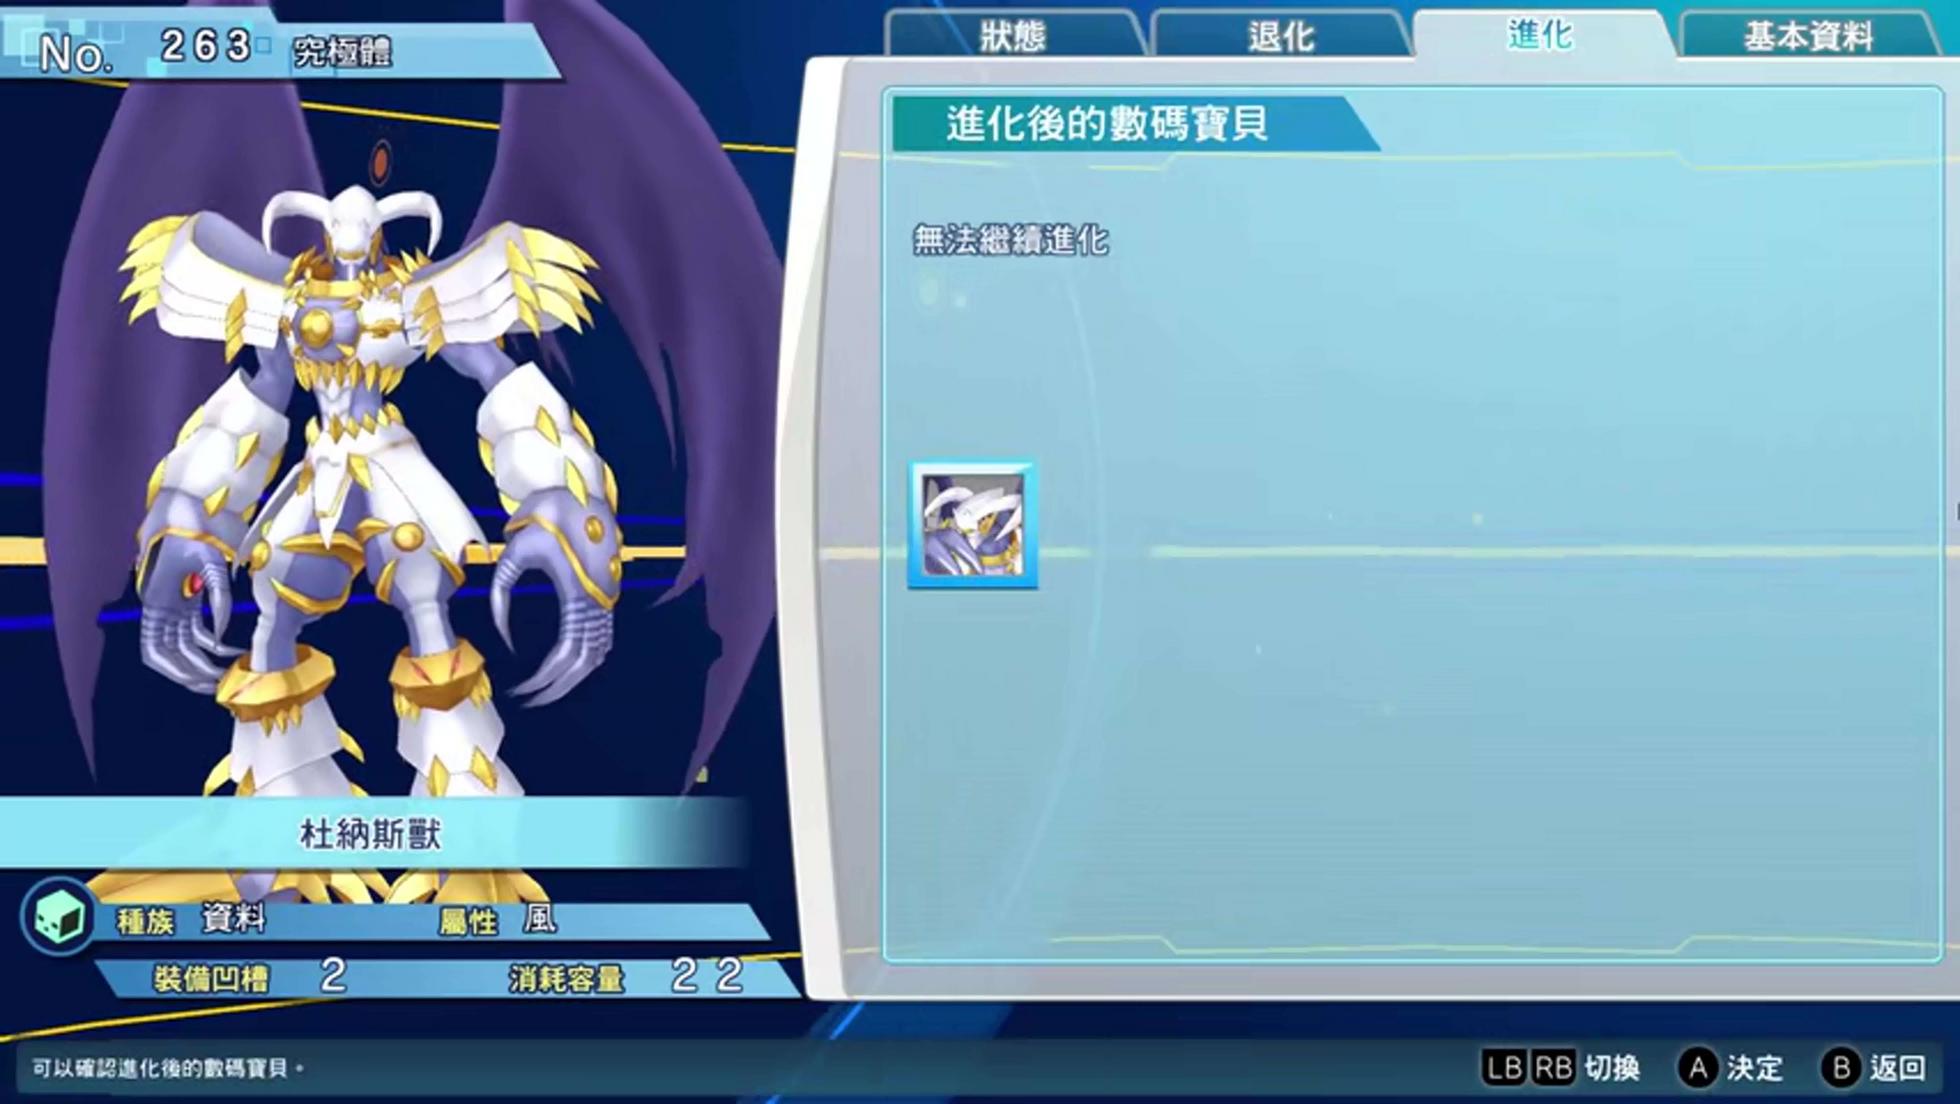 No. 263 究極體
狀態 退化 進化 基本資料
進化後的數碼寶貝
無法繼續進化
杜納斯獸
種族 資料 屬性 風
裝備凹槽 2 消耗容量 22
可以確認進化後的數碼寶貝。
LB RB 切換 A 決定 B 返回